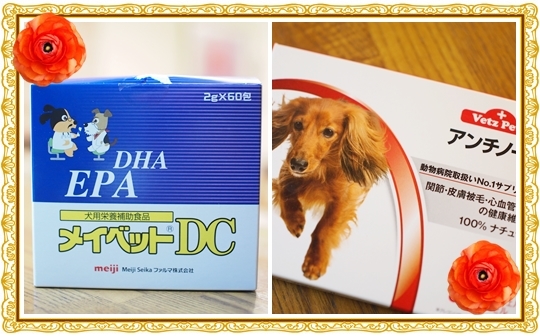 2g×60包
DHA
EPA
犬用栄養補助食品
メイベット®DC
meiji Meiji Seika ファルマ株式会社
Vetz Pe
アンチノー
動物病院取扱いNo.1サプリ
関節・皮膚被毛・心血管
の健康維
100% ナチュ